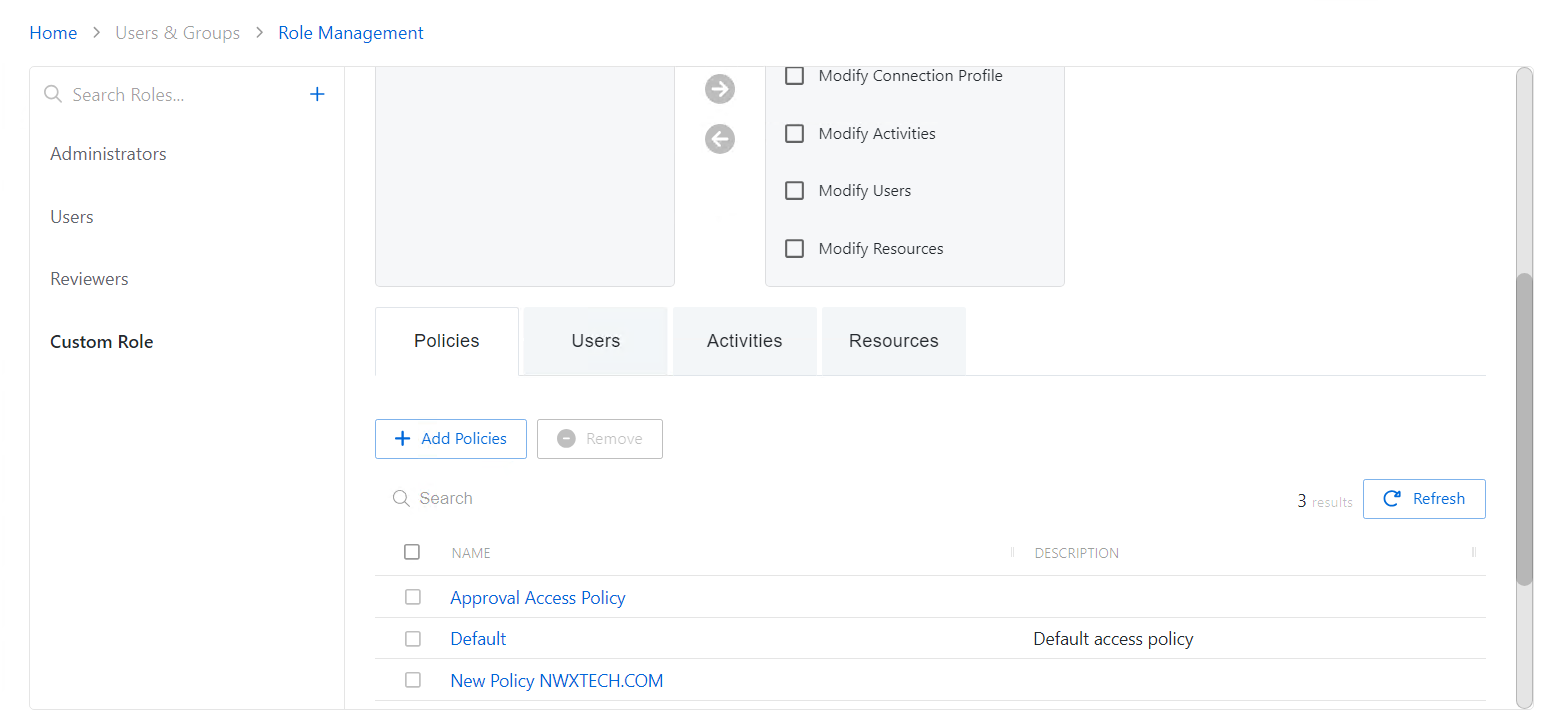 Home > Users & Groups > Role Management
Search Roles...
Administrators
Users
Reviewers
Custom Role
Modify Connection Profile
Modify Activities
Modify Users
Modify Resources
Policies Users Activities Resources
Add Policies Remove
Search 3 results Refresh
NAME DESCRIPTION
Approval Access Policy
Default Default access policy
New Policy NWXTECH.COM